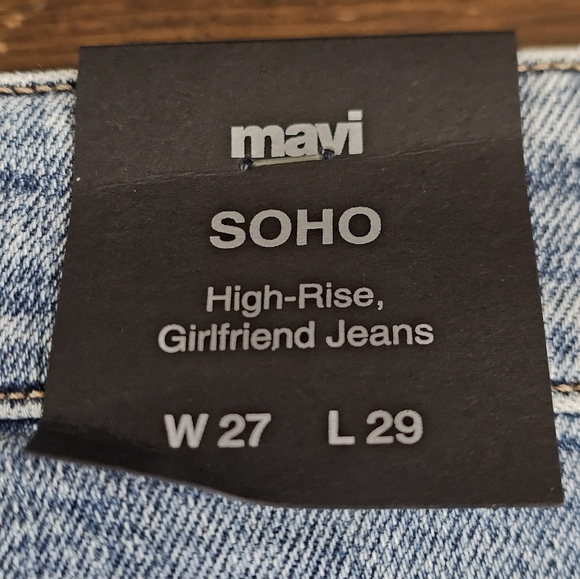 mavi
SOHO
High-Rise,
Girlfriend Jeans
W 27 L 29